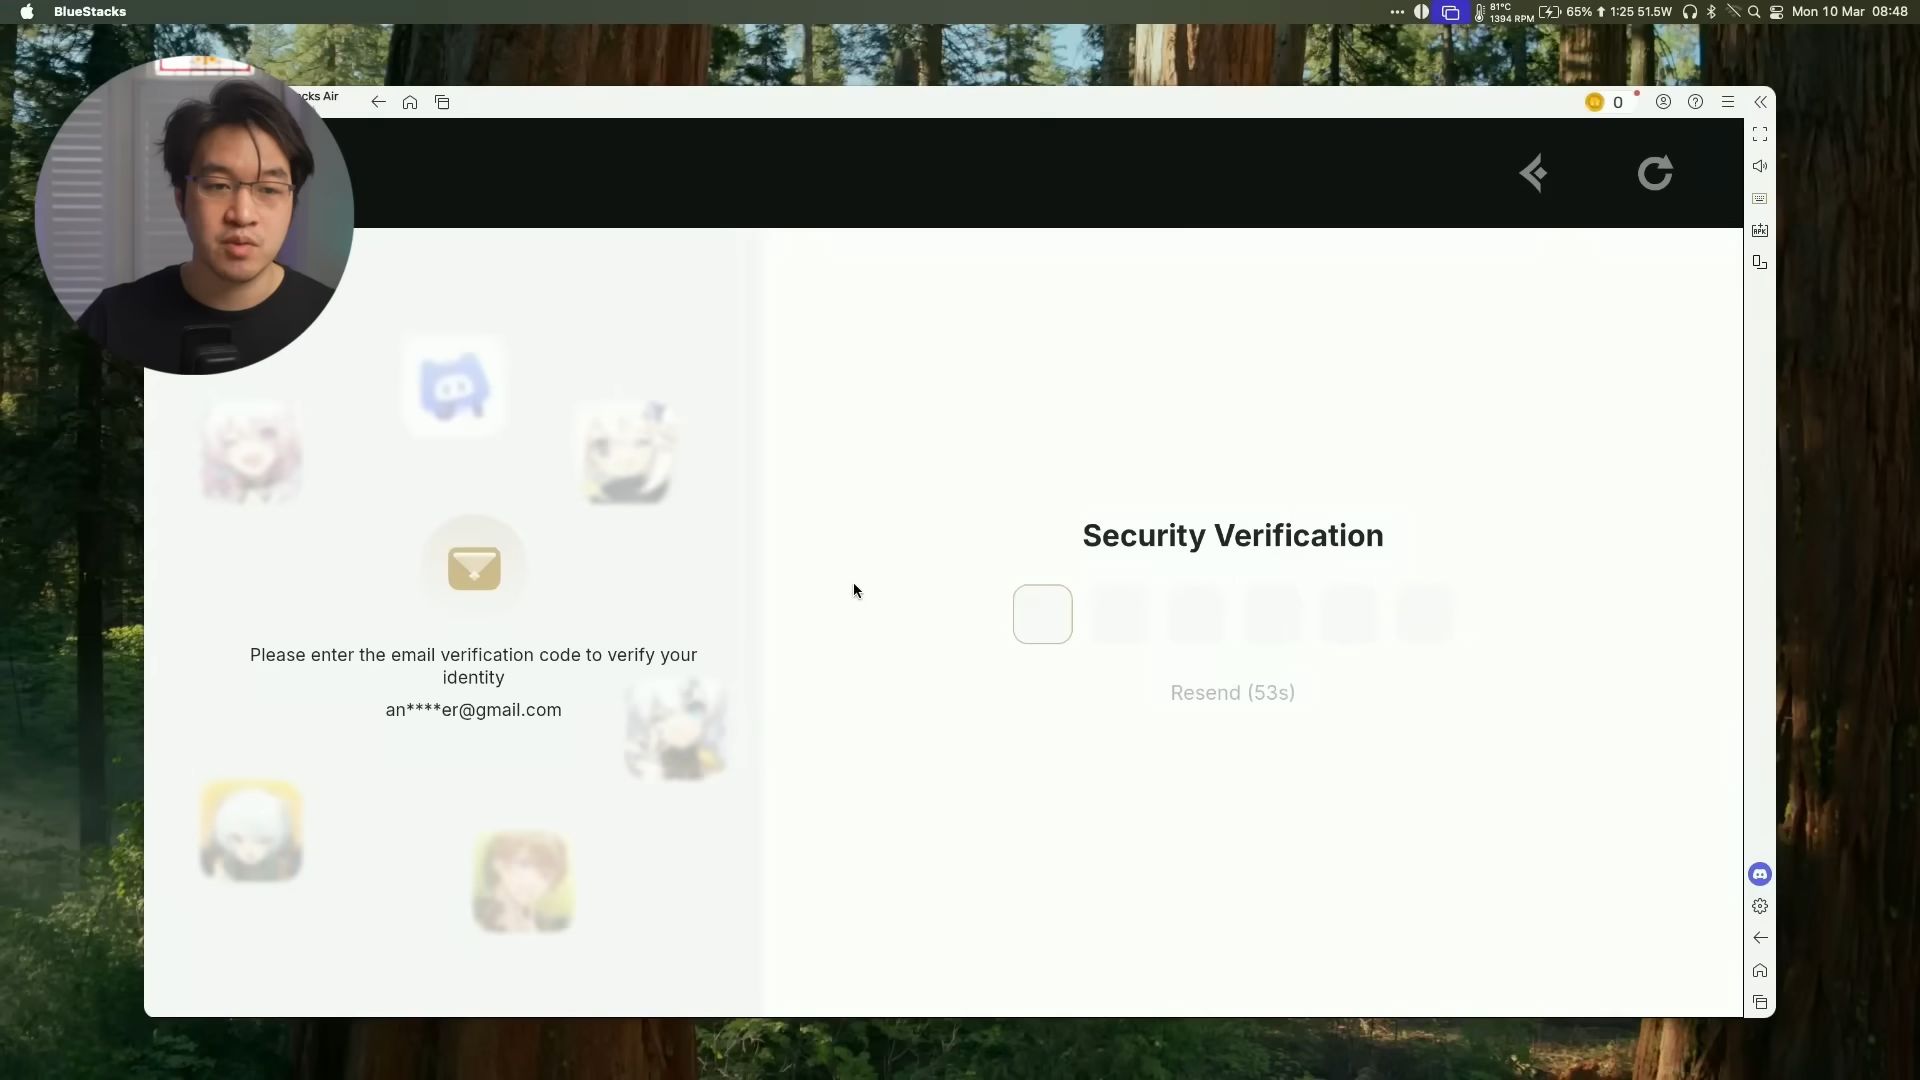 BlueStacks
81°C
1394 RPM
65%
1:25 51.5W
Mon 10 Mar 08:48
cks Air
0
APK
Security Verification
Please enter the email verification code to verify your
identity
an****er@gmail.com
Resend (53s)